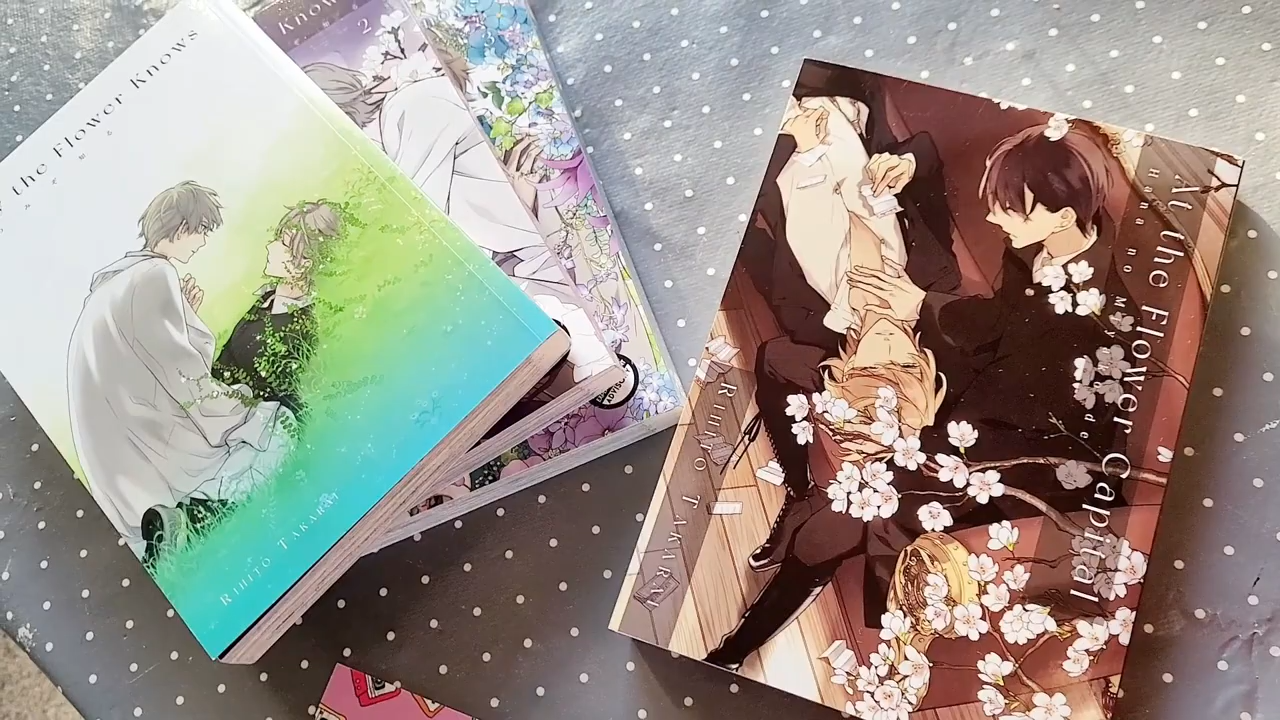 the Flower Knows
RIHITO TAKARAI
Know
2
At the Flower Capital
Hana no Miyako de
RIHITO TAKARAI